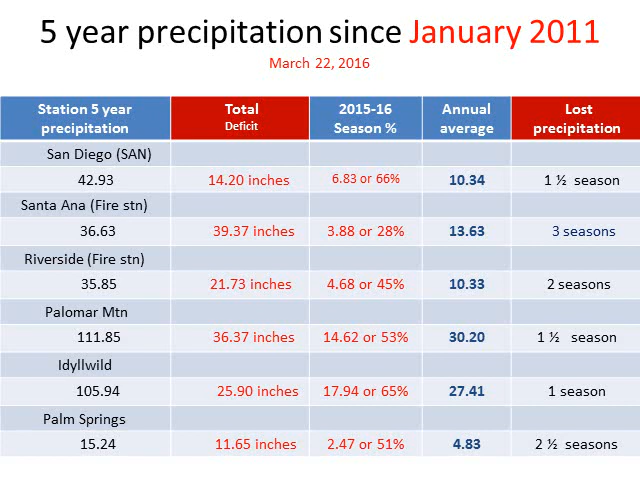 5 year precipitation since January 2011
March 22, 2016
Station 5 year precipitation | Total Deficit | 2015-16 Season % | Annual average | Lost precipitation
San Diego (SAN)
42.93 | 14.20 inches | 6.83 or 66% | 10.34 | 1 ½ season
Santa Ana (Fire stn)
36.63 | 39.37 inches | 3.88 or 28% | 13.63 | 3 seasons
Riverside (Fire stn)
35.85 | 21.73 inches | 4.68 or 45% | 10.33 | 2 seasons
Palomar Mtn
111.85 | 36.37 inches | 14.62 or 53% | 30.20 | 1 ½ season
Idyllwild
105.94 | 25.90 inches | 17.94 or 65% | 27.41 | 1 season
Palm Springs
15.24 | 11.65 inches | 2.47 or 51% | 4.83 | 2 ½ seasons